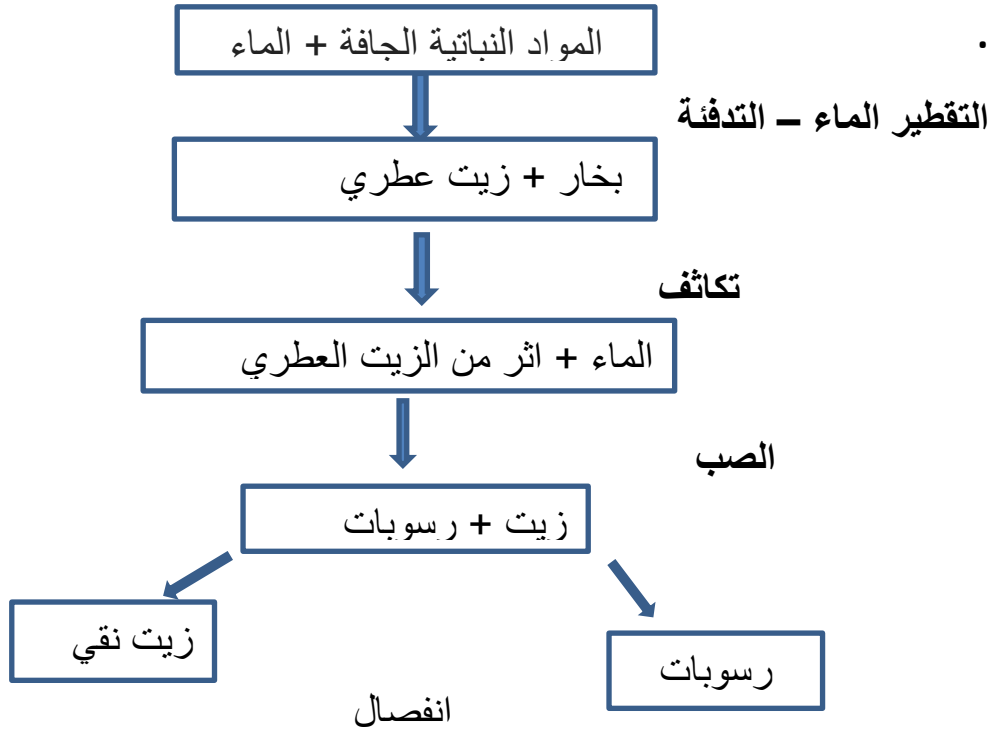 المواد النباتية الجافة + الماء
.
التقطير الماء – التدفئة
بخار + زيت عطري
تكاثف
الماء + اثر من الزيت العطري
الصب
زيت + رسوبات
زيت نقي
رسوبات
انفصال